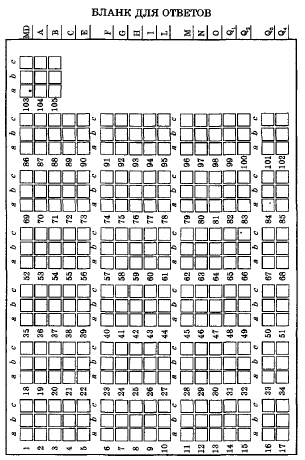 БЛАНК ДЛЯ ОТВЕТОВ
a b c a b c a b c a b c a b c a b c a b c
1 18 35 52 69 86 103 MD
2 19 36 53 70 87 104 A
3 20 37 54 71 88 105 B
4 21 38 55 72 89 C
5 22 39 56 73 90 E
a b c a b c a b c a b c a b c a b c
6 23 40 57 74 91 F
7 24 41 58 75 92 G
8 25 42 59 76 93 H
9 26 43 60 77 94 I
10 27 44 61 78 95 L
a b c a b c a b c a b c a b c a b c
11 28 45 62 79 96 M
12 29 46 63 80 97 N
13 30 47 64 81 98 O
14 31 48 65 82 99 Q₁
15 32 49 66 83 100
a b c a b c a b c a b c a b c a b c
16 33 50 67 84 101
17 34 51 68 85 102 Q₄